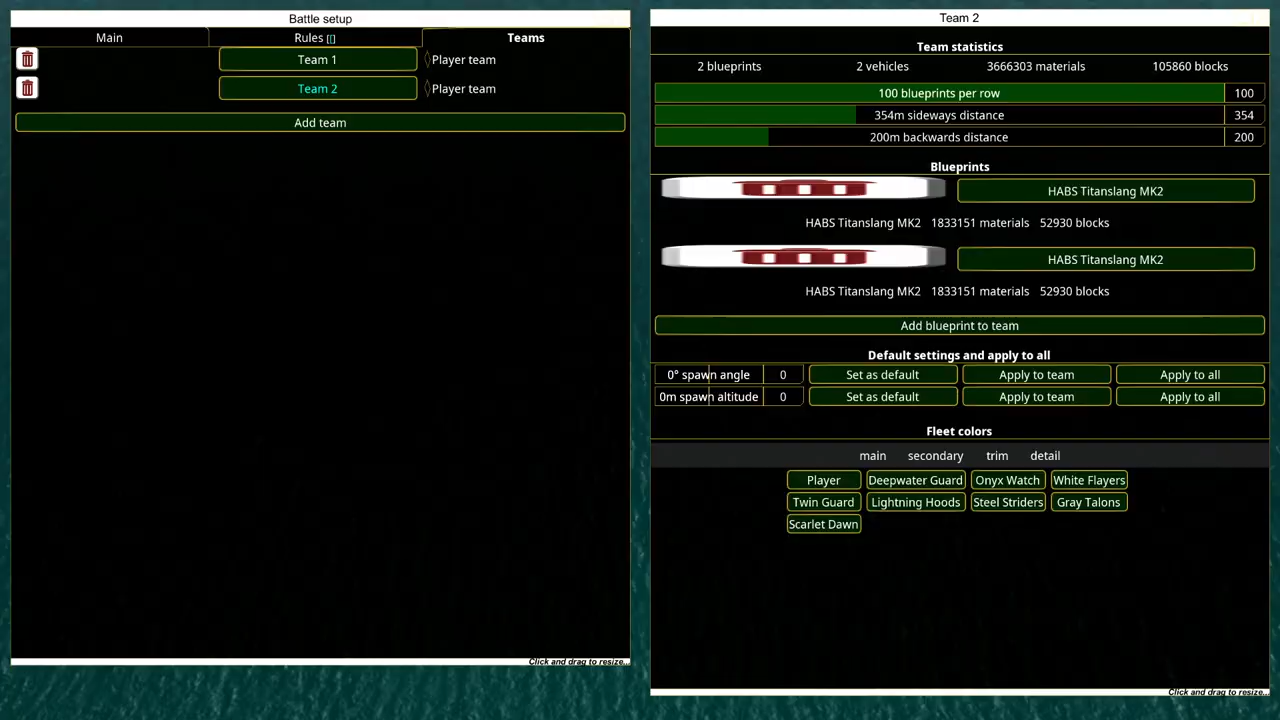 Battle setup
Main Rules [[] Teams
Team 1 Player team
Team 2 Player team
Add team
Click and drag to resize...
Team 2
Team statistics
2 blueprints 2 vehicles 3666303 materials 105860 blocks
100 blueprints per row 100
354m sideways distance 354
200m backwards distance 200
Blueprints
HABS Titanslang MK2
HABS Titanslang MK2 1833151 materials 52930 blocks
HABS Titanslang MK2
HABS Titanslang MK2 1833151 materials 52930 blocks
Add blueprint to team
Default settings and apply to all
0° spawn angle 0 Set as default Apply to team Apply to all
0m spawn altitude 0 Set as default Apply to team Apply to all
Fleet colors
main secondary trim detail
Player Deepwater Guard Onyx Watch White Flayers
Twin Guard Lightning Hoods Steel Striders Gray Talons
Scarlet Dawn
Click and drag to resize...